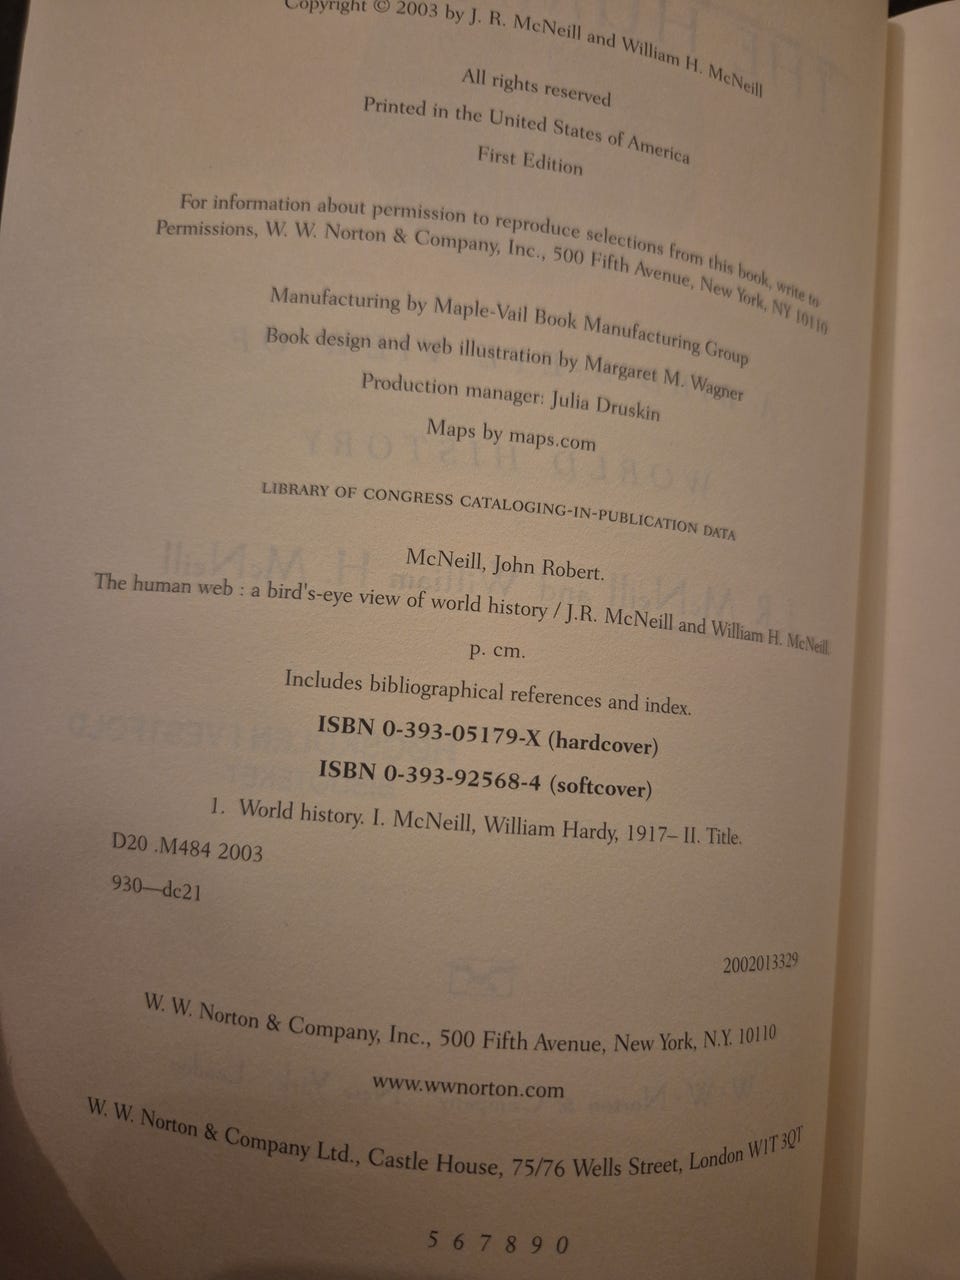 Copyright © 2003 by J. R. McNeill and William H. McNeill
All rights reserved
Printed in the United States of America
First Edition
For information about permission to reproduce selections from this book, write to
Permissions, W. W. Norton & Company, Inc., 500 Fifth Avenue, New York, NY 10110
Manufacturing by Maple-Vail Book Manufacturing Group
Book design and web illustration by Margaret M. Wagner
Production manager: Julia Druskin
Maps by maps.com
LIBRARY OF CONGRESS CATALOGING-IN-PUBLICATION DATA
McNeill, John Robert.
The human web : a bird's-eye view of world history / J.R. McNeill and William H. McNeill.
p. cm.
Includes bibliographical references and index.
ISBN 0-393-05179-X (hardcover)
ISBN 0-393-92568-4 (softcover)
1. World history. I. McNeill, William Hardy, 1917– II. Title.
D20 .M484 2003
930—dc21
2002013329
W. W. Norton & Company, Inc., 500 Fifth Avenue, New York, N.Y. 10110
www.wwnorton.com
W. W. Norton & Company Ltd., Castle House, 75/76 Wells Street, London W1T 3QT
5 6 7 8 9 0